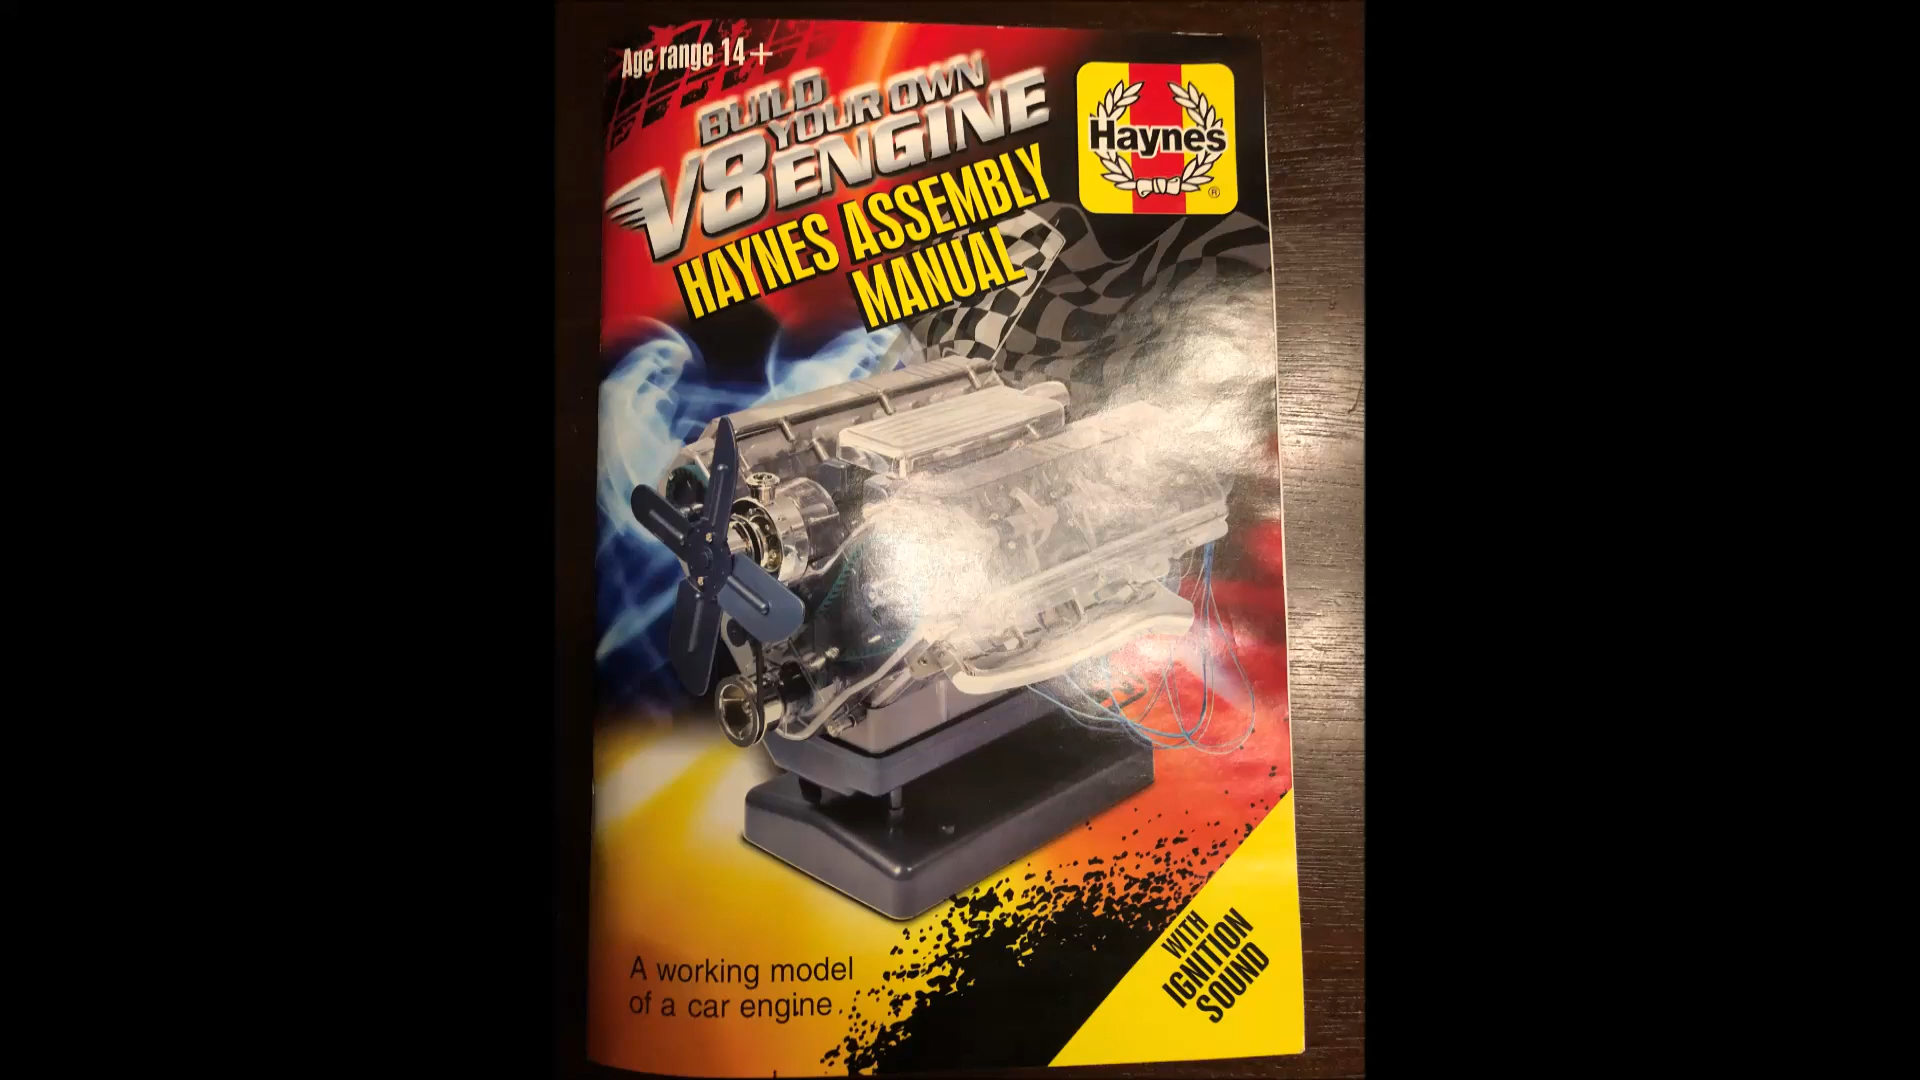 Age range 14+
BUILD
YOUR OWN
V8 ENGINE
HAYNES ASSEMBLY
MANUAL
Haynes
®
A working model
of a car engine
WITH
IGNITION
SOUND